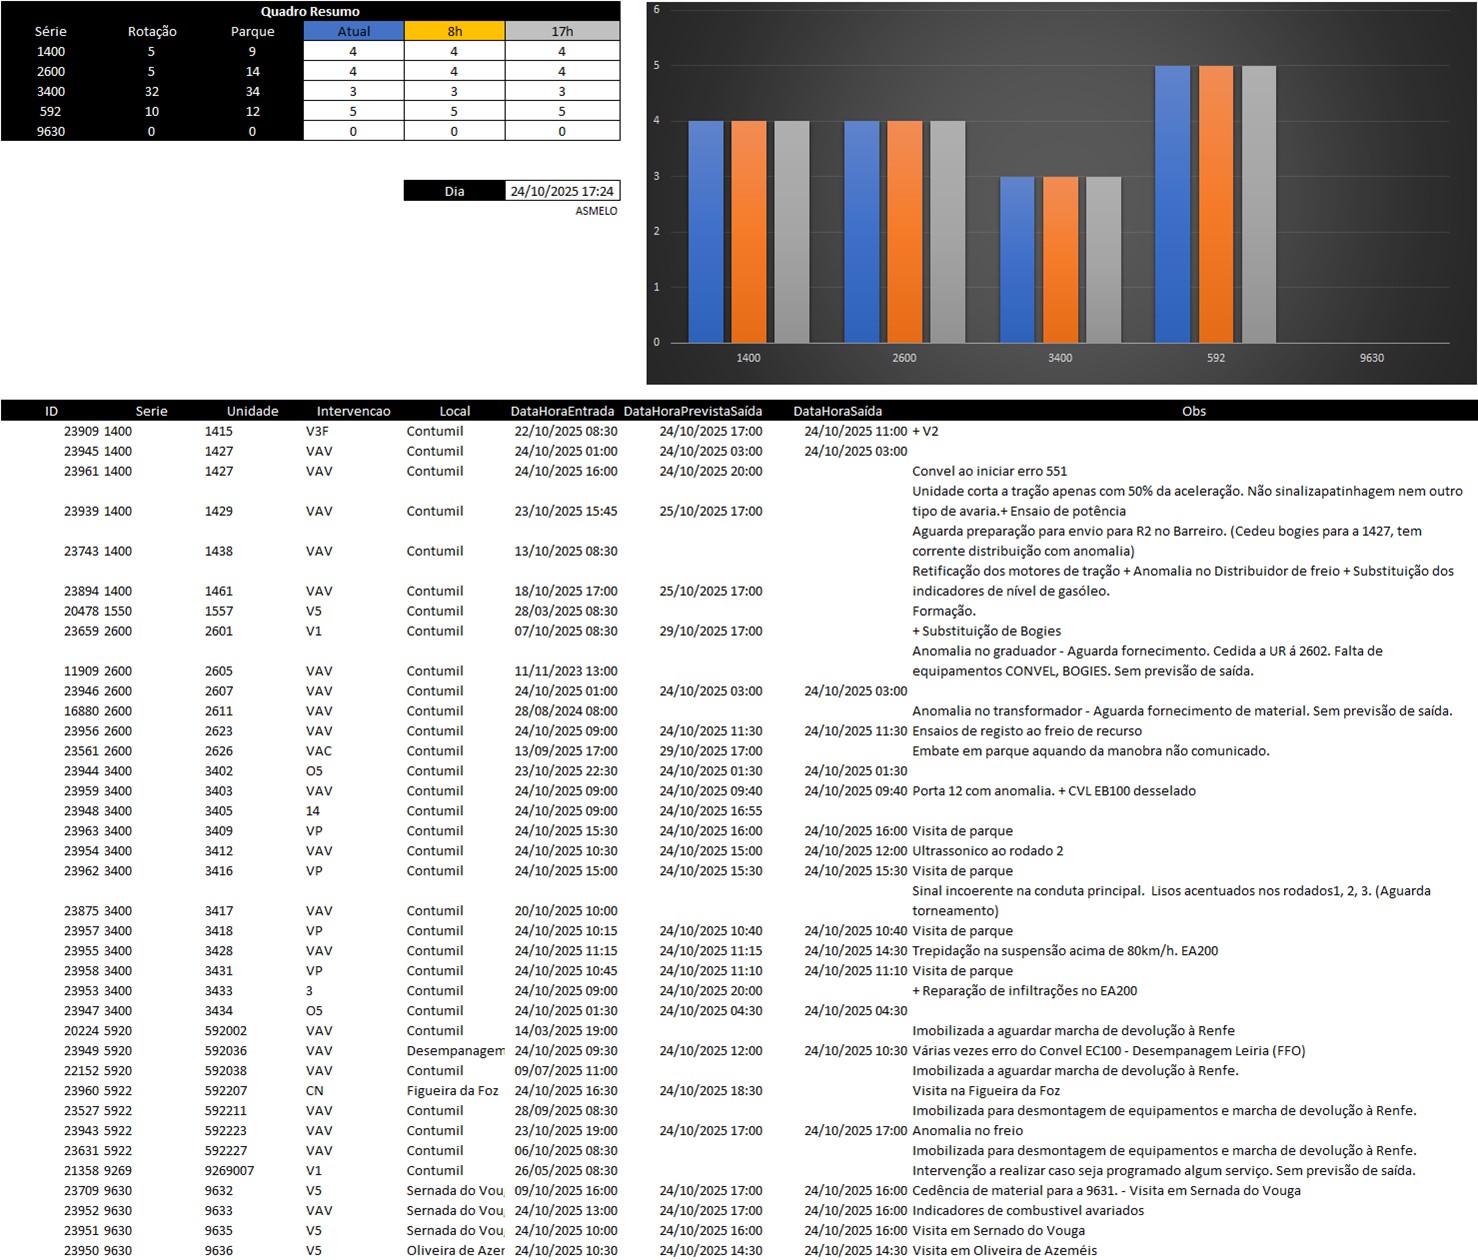 Quadro Resumo
Série Rotação Parque Atual 8h 17h
1400 5 9 4 4 4
2600 5 14 4 4 4
3400 32 34 3 3 3
592 10 12 5 5 5
9630 0 0 0 0 0
Dia 24/10/2025 17:24
ASMELO
6
5
4
3
2
1
0
1400 2600 3400 592 9630
ID Serie Unidade Intervencao Local DataHoraEntrada DataHoraPrevistaSaída DataHoraSaída Obs
23909 1400 1415 V3F Contumil 22/10/2025 08:30 24/10/2025 17:00 24/10/2025 11:00 + V2
23945 1400 1427 VAV Contumil 24/10/2025 01:00 24/10/2025 03:00 24/10/2025 03:00
23961 1400 1427 VAV Contumil 24/10/2025 16:00 24/10/2025 20:00 Convel ao iniciar erro 551
Unidade corta a tração apenas com 50% da aceleração. Não sinalizapatinhagem nem outro
23939 1400 1429 VAV Contumil 23/10/2025 15:45 25/10/2025 17:00 tipo de avaria.+ Ensaio de potência
Aguarda preparação para envio para R2 no Barreiro. (Cedeu bogies para a 1427, tem
23743 1400 1438 VAV Contumil 13/10/2025 08:30 corrente distribuição com anomalia)
Retificação dos motores de tração + Anomalia no Distribuidor de freio + Substituição dos
23894 1400 1461 VAV Contumil 18/10/2025 17:00 25/10/2025 17:00 indicadores de nível de gasóleo.
20478 1550 1557 V5 Contumil 28/03/2025 08:30 Formação.
23659 2600 2601 V1 Contumil 07/10/2025 08:30 29/10/2025 17:00 + Substituição de Bogies
Anomalia no graduador - Aguarda fornecimento. Cedida a UR á 2602. Falta de
11909 2600 2605 VAV Contumil 11/11/2023 13:00 equipamentos CONVEL, BOGIES. Sem previsão de saída.
23946 2600 2607 VAV Contumil 24/10/2025 01:00 24/10/2025 03:00 24/10/2025 03:00
16880 2600 2611 VAV Contumil 28/08/2024 08:00 Anomalia no transformador - Aguarda fornecimento de material. Sem previsão de saída.
23956 2600 2623 VAV Contumil 24/10/2025 09:00 24/10/2025 11:30 24/10/2025 11:30 Ensaios de registo ao freio de recurso
23561 2600 2626 VAC Contumil 13/09/2025 17:00 29/10/2025 17:00 Embate em parque aquando da manobra não comunicado.
23944 3400 3402 O5 Contumil 23/10/2025 22:30 24/10/2025 01:30 24/10/2025 01:30
23959 3400 3403 VAV Contumil 24/10/2025 09:00 24/10/2025 09:40 24/10/2025 09:40 Porta 12 com anomalia. + CVL EB100 desselado
23948 3400 3405 14 Contumil 24/10/2025 09:00 24/10/2025 16:55
23963 3400 3409 VP Contumil 24/10/2025 15:30 24/10/2025 16:00 24/10/2025 16:00 Visita de parque
23954 3400 3412 VAV Contumil 24/10/2025 10:30 24/10/2025 15:00 24/10/2025 12:00 Ultrassonico ao rodado 2
23962 3400 3416 VP Contumil 24/10/2025 15:00 24/10/2025 15:30 24/10/2025 15:30 Visita de parque
Sinal incoerente na conduta principal. Lisos acentuados nos rodados1, 2, 3. (Aguarda
23875 3400 3417 VAV Contumil 20/10/2025 10:00 torneamento)
23957 3400 3418 VP Contumil 24/10/2025 10:15 24/10/2025 10:40 24/10/2025 10:40 Visita de parque
23955 3400 3428 VAV Contumil 24/10/2025 11:15 24/10/2025 11:15 24/10/2025 14:30 Trepidação na suspensão acima de 80km/h. EA200
23958 3400 3431 VP Contumil 24/10/2025 10:45 24/10/2025 11:10 24/10/2025 11:10 Visita de parque
23953 3400 3433 3 Contumil 24/10/2025 09:00 24/10/2025 20:00 + Reparação de infiltrações no EA200
23947 3400 3434 O5 Contumil 24/10/2025 01:30 24/10/2025 04:30 24/10/2025 04:30
20224 5920 592002 VAV Contumil 14/03/2025 19:00 Imobilizada a aguardar marcha de devolução à Renfe
23949 5920 592036 VAV Desempanagem 24/10/2025 09:30 24/10/2025 12:00 24/10/2025 10:30 Várias vezes erro do Convel EC100 - Desempanagem Leiria (FFO)
22152 5920 592038 VAV Contumil 09/07/2025 11:00 Imobilizada a aguardar marcha de devolução à Renfe.
23960 5922 592207 CN Figueira da Foz 24/10/2025 16:30 24/10/2025 18:30 Visita na Figueira da Foz
23527 5922 592211 VAV Contumil 28/09/2025 08:30 Imobilizada para desmontagem de equipamentos e marcha de devolução à Renfe.
23943 5922 592223 VAV Contumil 23/10/2025 19:00 24/10/2025 17:00 24/10/2025 17:00 Anomalia no freio
23631 5922 592227 VAV Contumil 06/10/2025 08:30 Imobilizada para desmontagem de equipamentos e marcha de devolução à Renfe.
21358 9269 9269007 V1 Contumil 26/05/2025 08:30 Intervenção a realizar caso seja programado algum serviço. Sem previsão de saída.
23709 9630 9632 V5 Sernada do Voug 09/10/2025 16:00 24/10/2025 17:00 24/10/2025 16:00 Cedência de material para a 9631. - Visita em Sernada do Vouga
23952 9630 9633 VAV Sernada do Voug 24/10/2025 13:00 24/10/2025 17:00 24/10/2025 16:00 Indicadores de combustivel avariados
23951 9630 9635 V5 Sernada do Voug 24/10/2025 10:00 24/10/2025 16:00 24/10/2025 16:00 Visita em Sernado do Vouga
23950 9630 9636 V5 Oliveira de Azer 24/10/2025 10:30 24/10/2025 14:30 24/10/2025 14:30 Visita em Oliveira de Azeméis